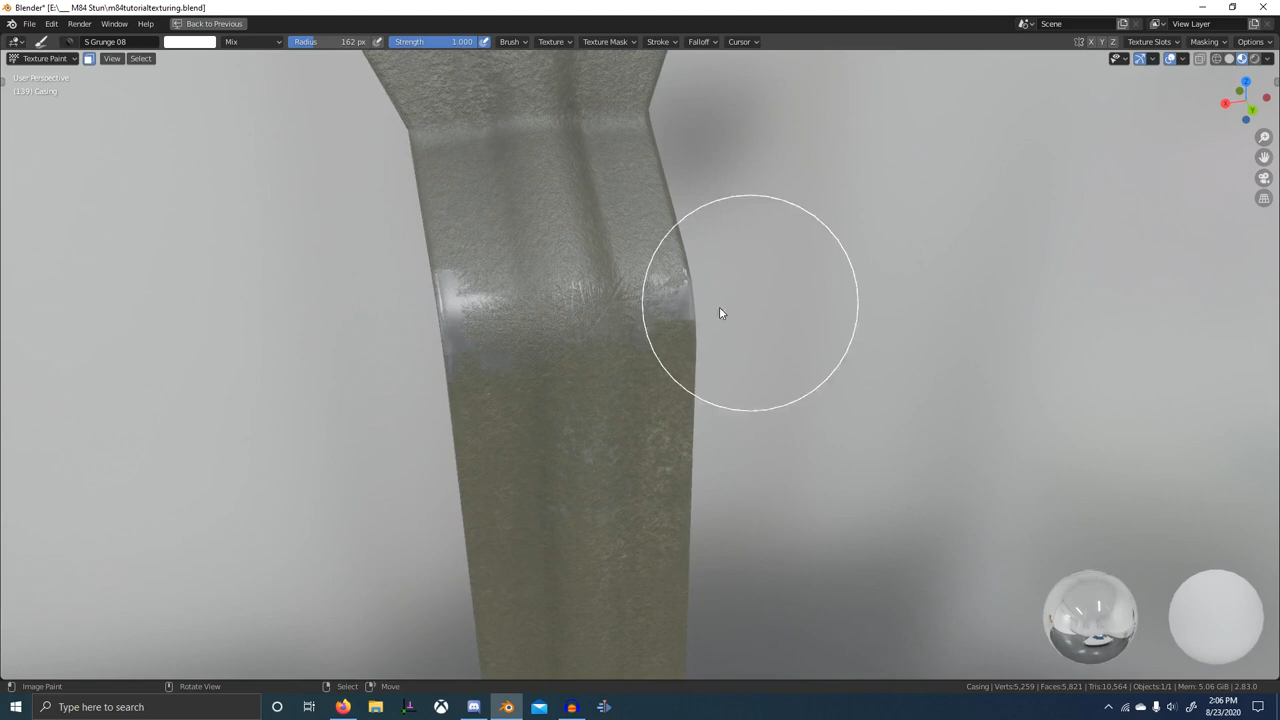 Blender* [E:\___ M84 Stun\m84tutorialtexturing.blend]
File Edit Render Window Help Back to Previous Scene View Layer
S Grunge 08 Mix Radius 162 px Strength 1.000 Brush Texture Texture Mask Stroke Falloff Cursor X Y Z Texture Slots Masking Options
Texture Paint View Select
User Perspective
(139) Casing
Z
X
Y
Image Paint Rotate View Select Move Casing | Verts:5,259 | Faces:5,821 | Tris:10,564 | Objects:1/1 | Mem: 5.06 GiB | 2.83.0
Type here to search
2:06 PM
8/23/2020